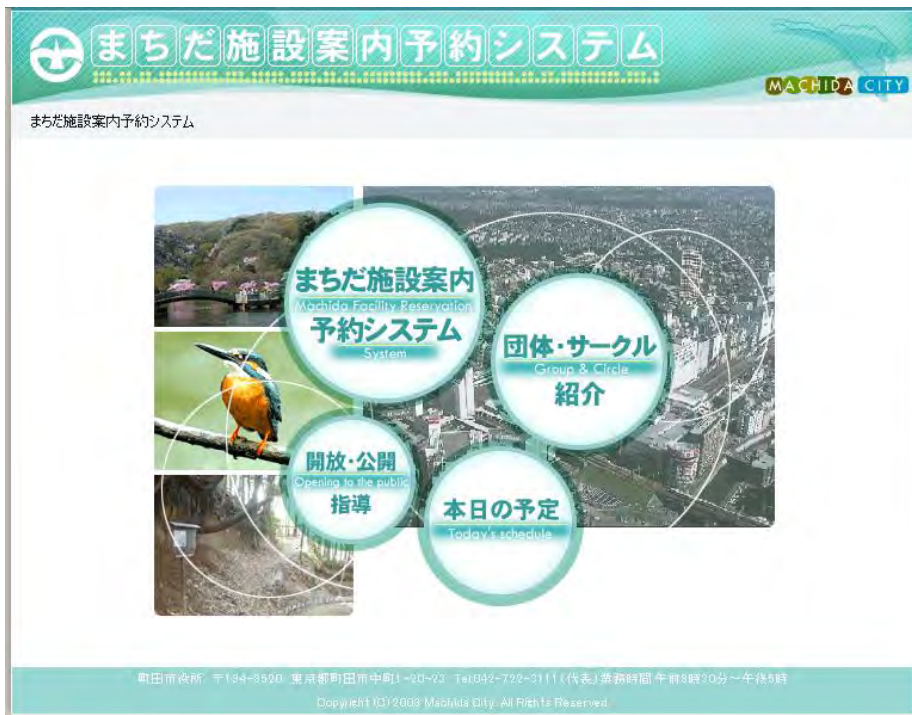 まちだ施設案内予約システム
MACHIDA CITY
まちだ施設案内予約システム
まちだ施設案内
Machida Facility Reservation
予約システム
System
団体・サークル
Group & Circle
紹介
開放・公開
Opening to the public
指導
本日の予定
Today's schedule
町田市役所 〒194-8520 東京都町田市中町1-20-23 Tel.042-722-3111(代表)業務時間 午前8時30分～午後5時
Copyright (C) 2003 Machida City. All Rights Reserved.